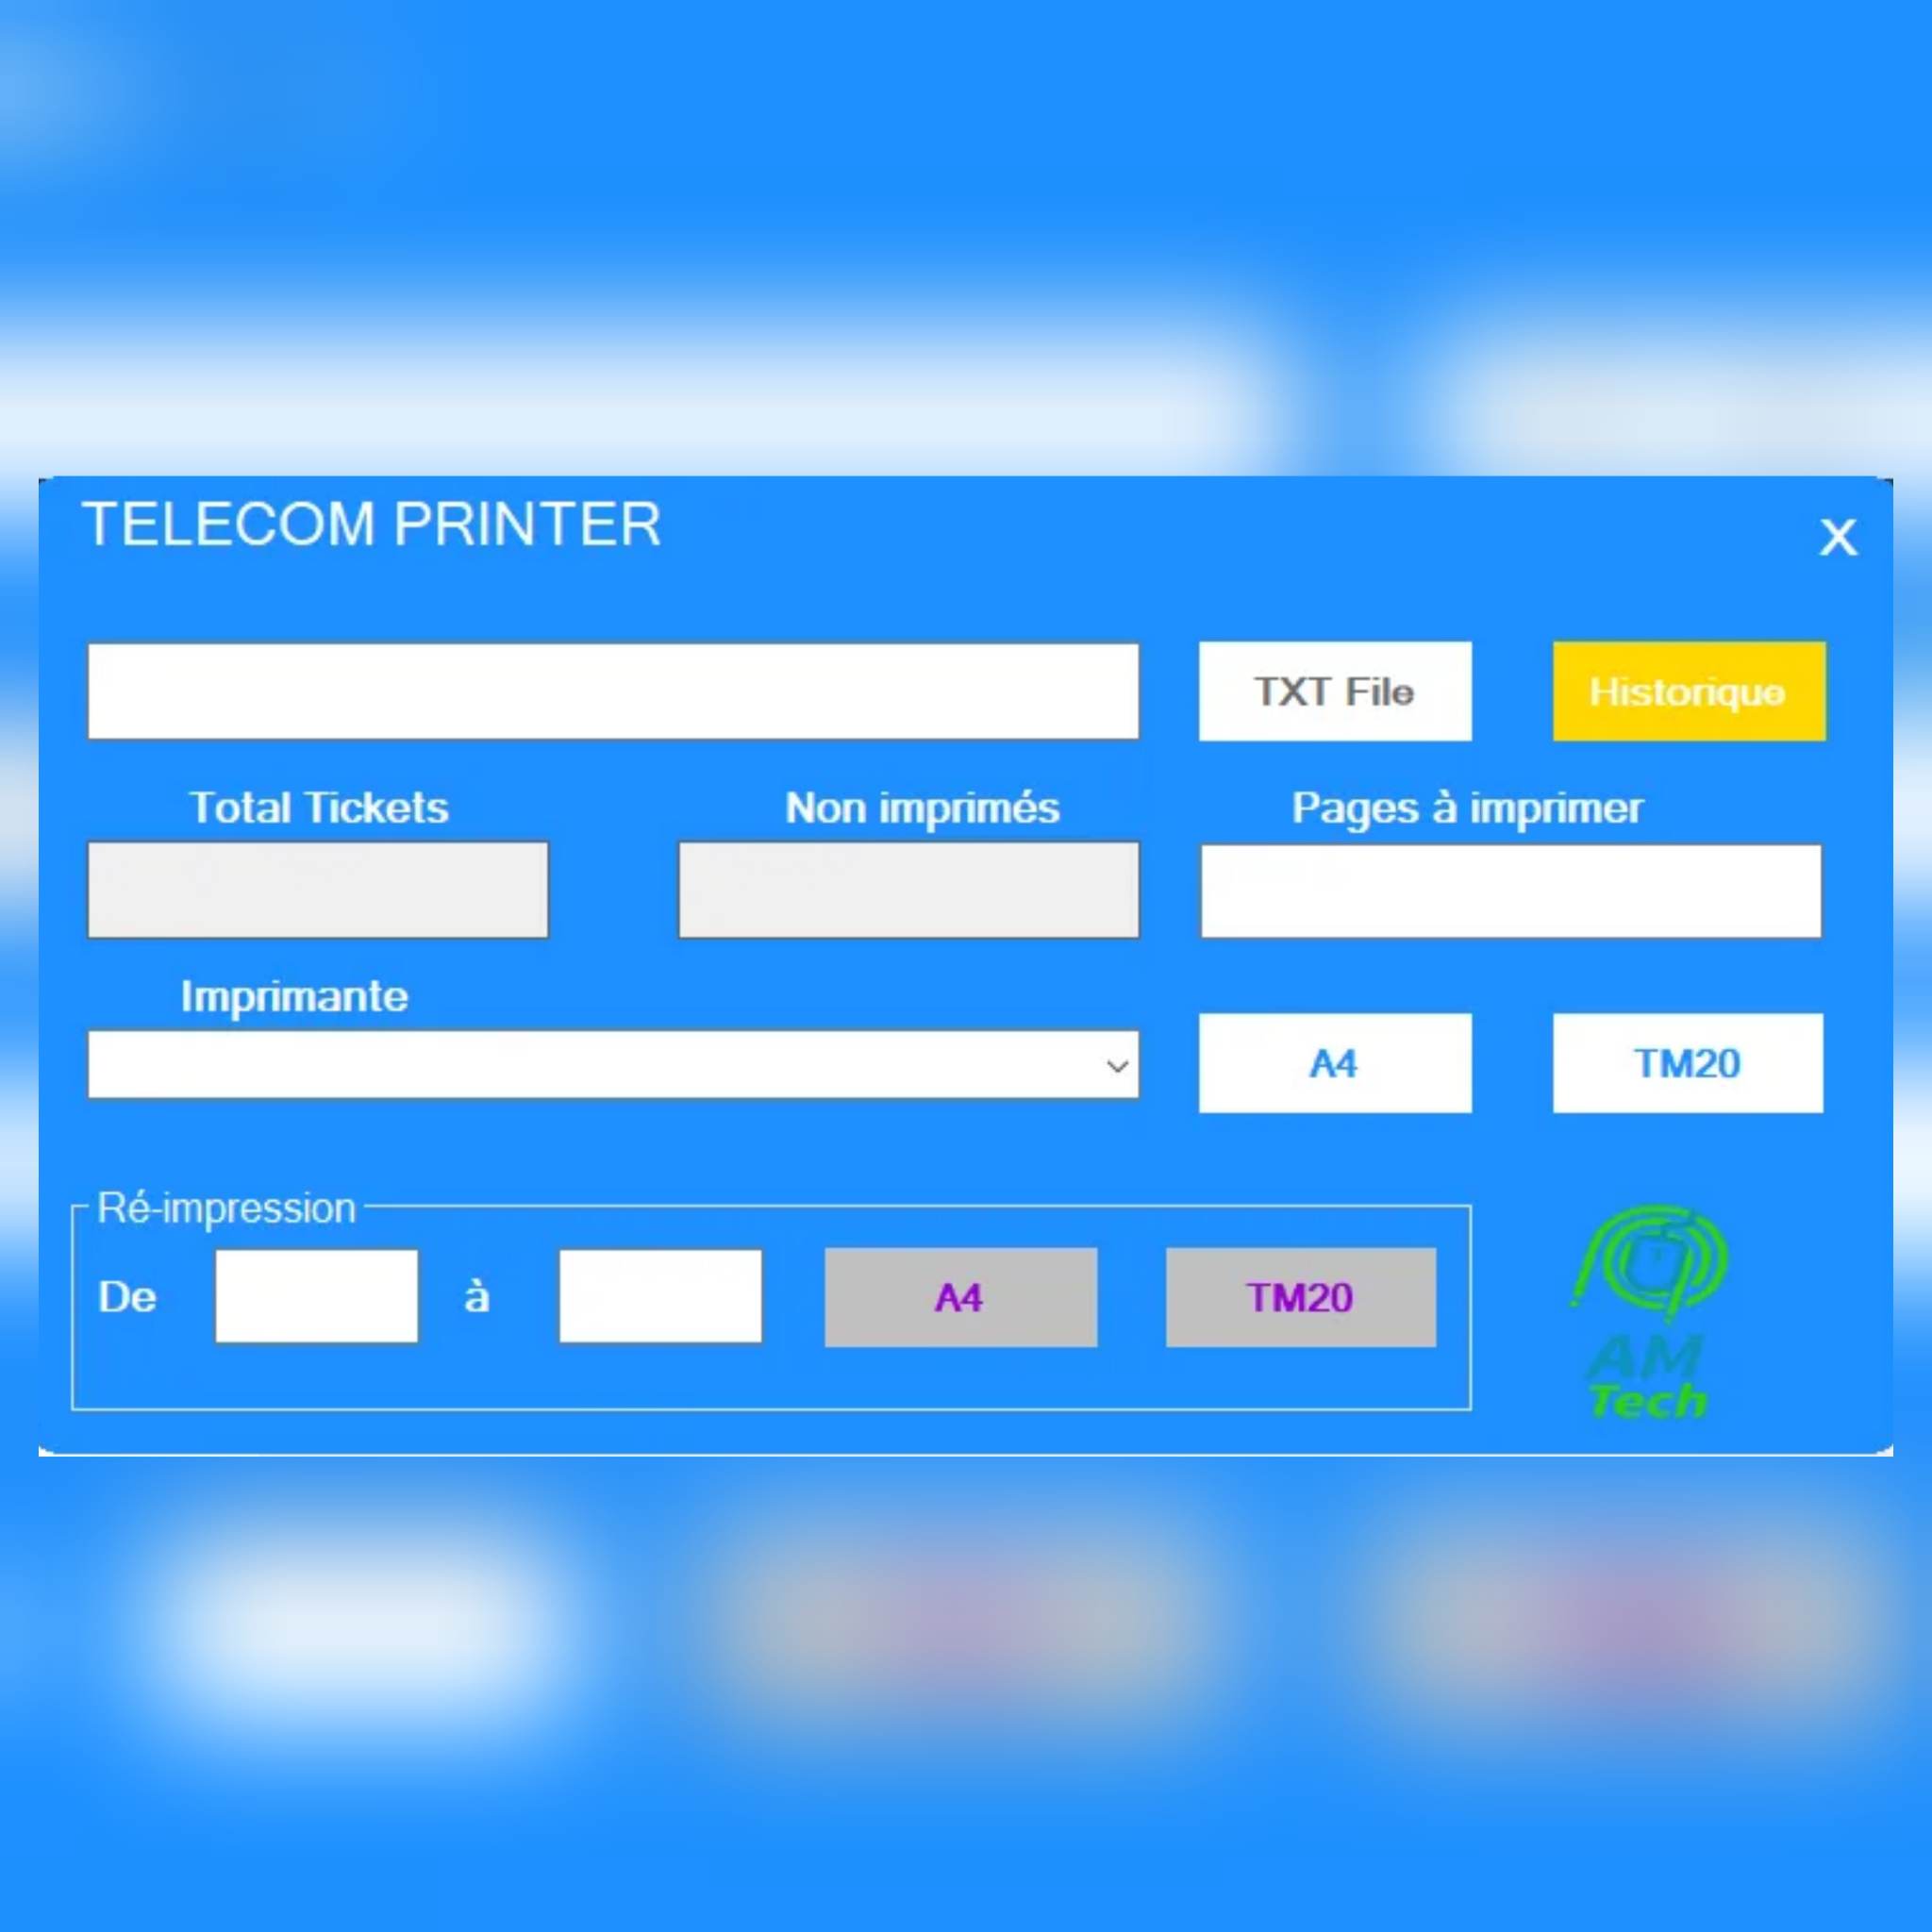 TELECOM PRINTER
X
TXT File
Historique
Total Tickets
Non imprimés
Pages à imprimer
Imprimante
A4
TM20
Ré-impression
De
à
A4
TM20
AM
Tech